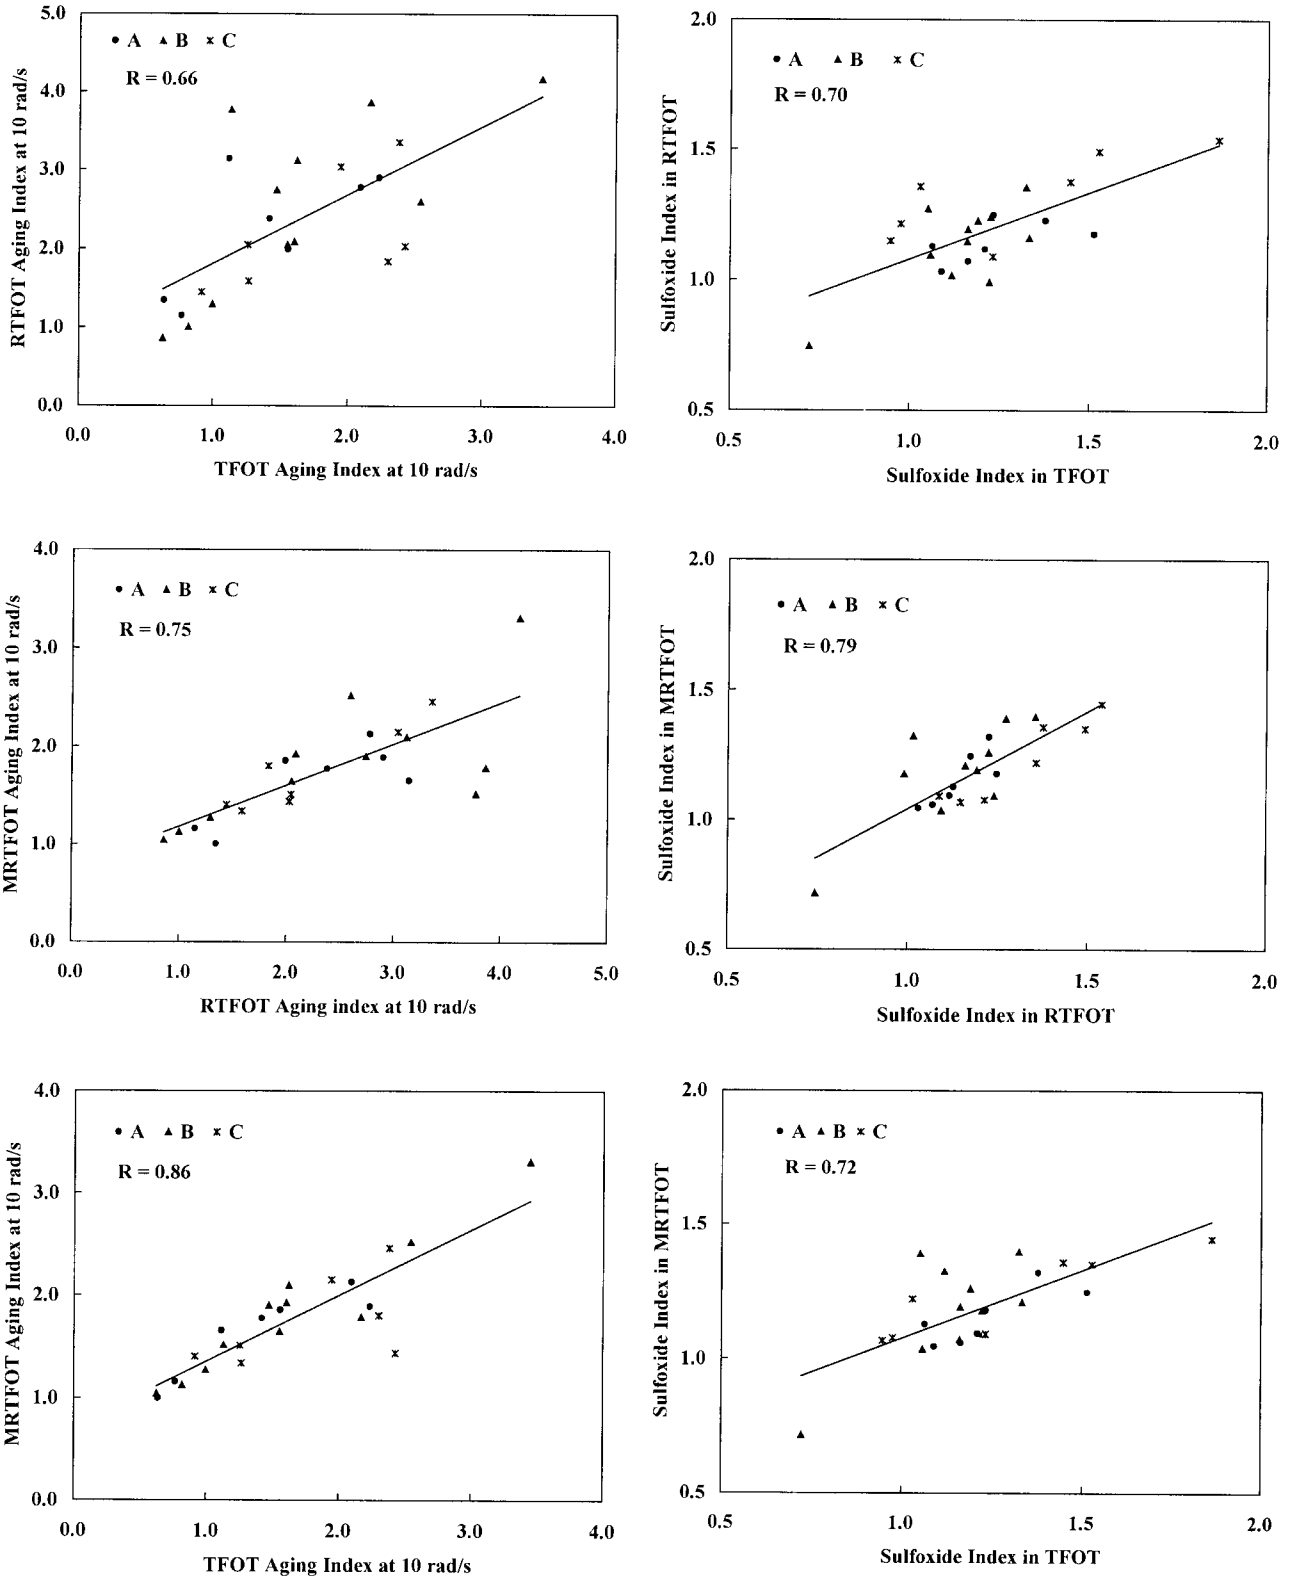 5.0
4.0
3.0
2.0
1.0
0.0
RTFOT Aging Index at 10 rad/s
A B C
R = 0.66
0.0 1.0 2.0 3.0 4.0
TFOT Aging Index at 10 rad/s
2.0
1.5
1.0
0.5
Sulfoxide Index in RTFOT
A B C
R = 0.70
0.5 1.0 1.5 2.0
Sulfoxide Index in TFOT
4.0
3.0
2.0
1.0
0.0
MRTFOT Aging Index at 10 rad/s
A B C
R = 0.75
0.0 1.0 2.0 3.0 4.0 5.0
RTFOT Aging index at 10 rad/s
2.0
1.5
1.0
0.5
Sulfoxide Index in MRTFOT
A B C
R = 0.79
0.5 1.0 1.5 2.0
Sulfoxide Index in RTFOT
4.0
3.0
2.0
1.0
0.0
MRTFOT Aging Index at 10 rad/s
A B C
R = 0.86
0.0 1.0 2.0 3.0 4.0
TFOT Aging Index at 10 rad/s
2.0
1.5
1.0
0.5
Sulfoxide Index in MRTFOT
A B C
R = 0.72
0.5 1.0 1.5 2.0
Sulfoxide Index in TFOT